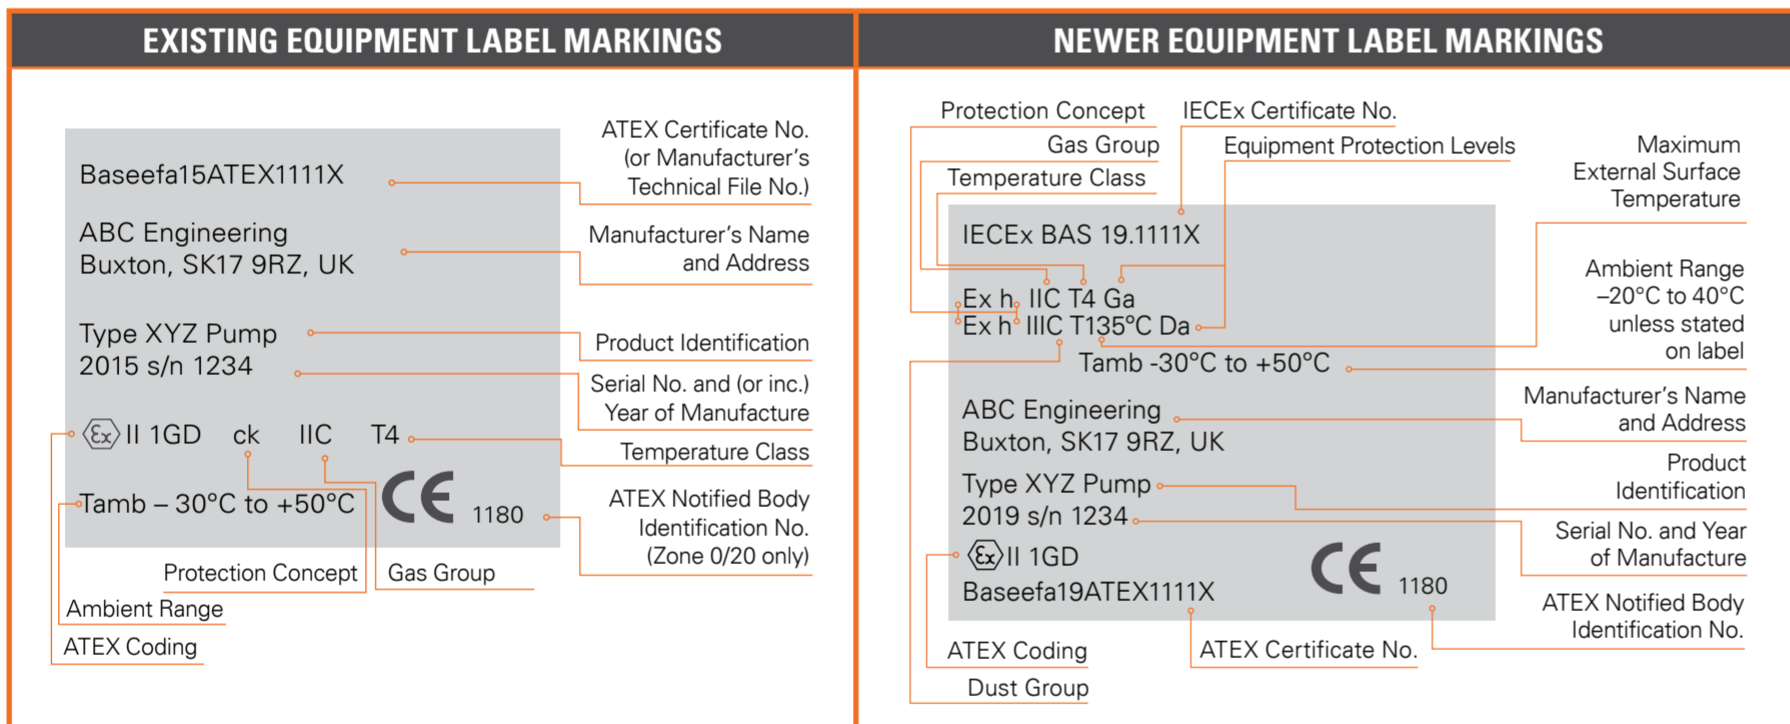 EXISTING EQUIPMENT LABEL MARKINGS
Baseefa15ATEX1111X
ABC Engineering
Buxton, SK17 9RZ, UK
Type XYZ Pump
2015 s/n 1234
Ex II 1GD ck IIC T4
Tamb – 30°C to +50°C
CE 1180
ATEX Certificate No.
(or Manufacturer's
Technical File No.)
Manufacturer's Name
and Address
Product Identification
Serial No. and (or inc.)
Year of Manufacture
Temperature Class
ATEX Notified Body
Identification No.
(Zone 0/20 only)
Protection Concept
Gas Group
Ambient Range
ATEX Coding
NEWER EQUIPMENT LABEL MARKINGS
Protection Concept
IECEx Certificate No.
Gas Group
Equipment Protection Levels
Temperature Class
Maximum
External Surface
Temperature
IECEx BAS 19.1111X
Ex h IIC T4 Ga
Ex h IIIC T135°C Da
Tamb -30°C to +50°C
ABC Engineering
Buxton, SK17 9RZ, UK
Type XYZ Pump
2019 s/n 1234
Ex II 1GD
Baseefa19ATEX1111X
CE 1180
Ambient Range
–20°C to 40°C
unless stated
on label
Manufacturer's Name
and Address
Product
Identification
Serial No. and Year
of Manufacture
ATEX Notified Body
Identification No.
ATEX Coding
ATEX Certificate No.
Dust Group